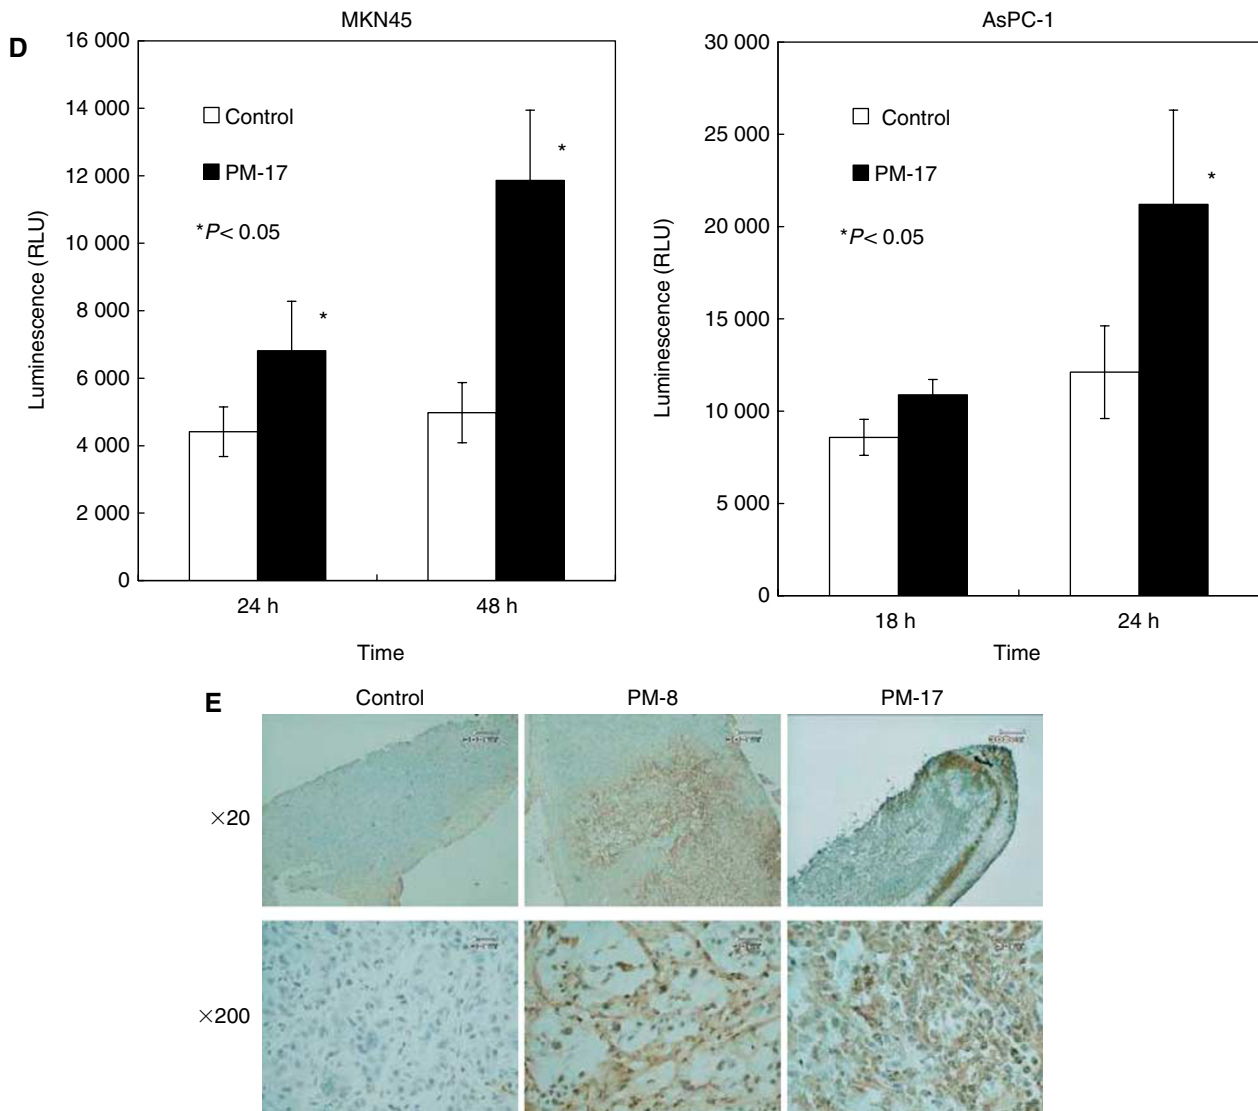 D
MKN45
16 000
14 000
12 000
10 000
8 000
6 000
4 000
2 000
0
Luminescence (RLU)
Control
PM-17
*P< 0.05
*
*
24 h
48 h
Time
AsPC-1
30 000
25 000
20 000
15 000
10 000
5 000
0
Luminescence (RLU)
Control
PM-17
*P< 0.05
*
18 h
24 h
Time
E
Control
PM-8
PM-17
×20
×200